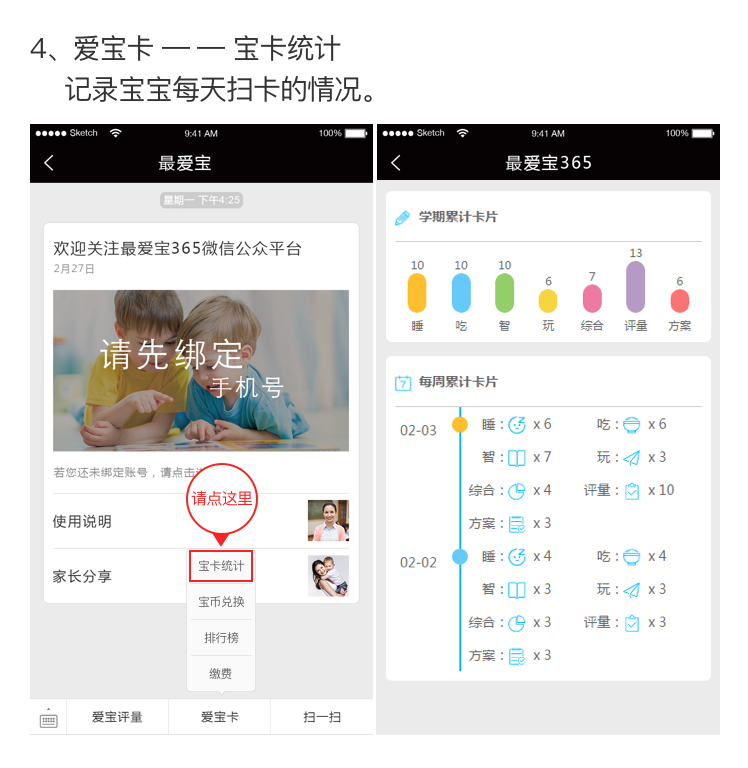 4、爱宝卡 — — 宝卡统计
记录宝宝每天扫卡的情况。
Sketch 9:41 AM 100%
最爱宝
星期一 下午4:25
欢迎关注最爱宝365微信公众平台
2月27日
请先绑定
手机号
若您还未绑定账号，请点击
请点这里
使用说明
家长分享
宝卡统计
宝币兑换
排行榜
缴费
爱宝评量 爱宝卡 扫一扫
Sketch 9:41 AM 100%
最爱宝365
学期累计卡片
10 10 10 6 7 13 6
睡 吃 智 玩 综合 评量 方案
7 每周累计卡片
02-03 睡： x 6 吃： x 6
智： x 7 玩： x 3
综合： x 4 评量： x 10
方案： x 3
02-02 睡： x 4 吃： x 4
智： x 3 玩： x 3
综合： x 3 评量： x 3
方案： x 3